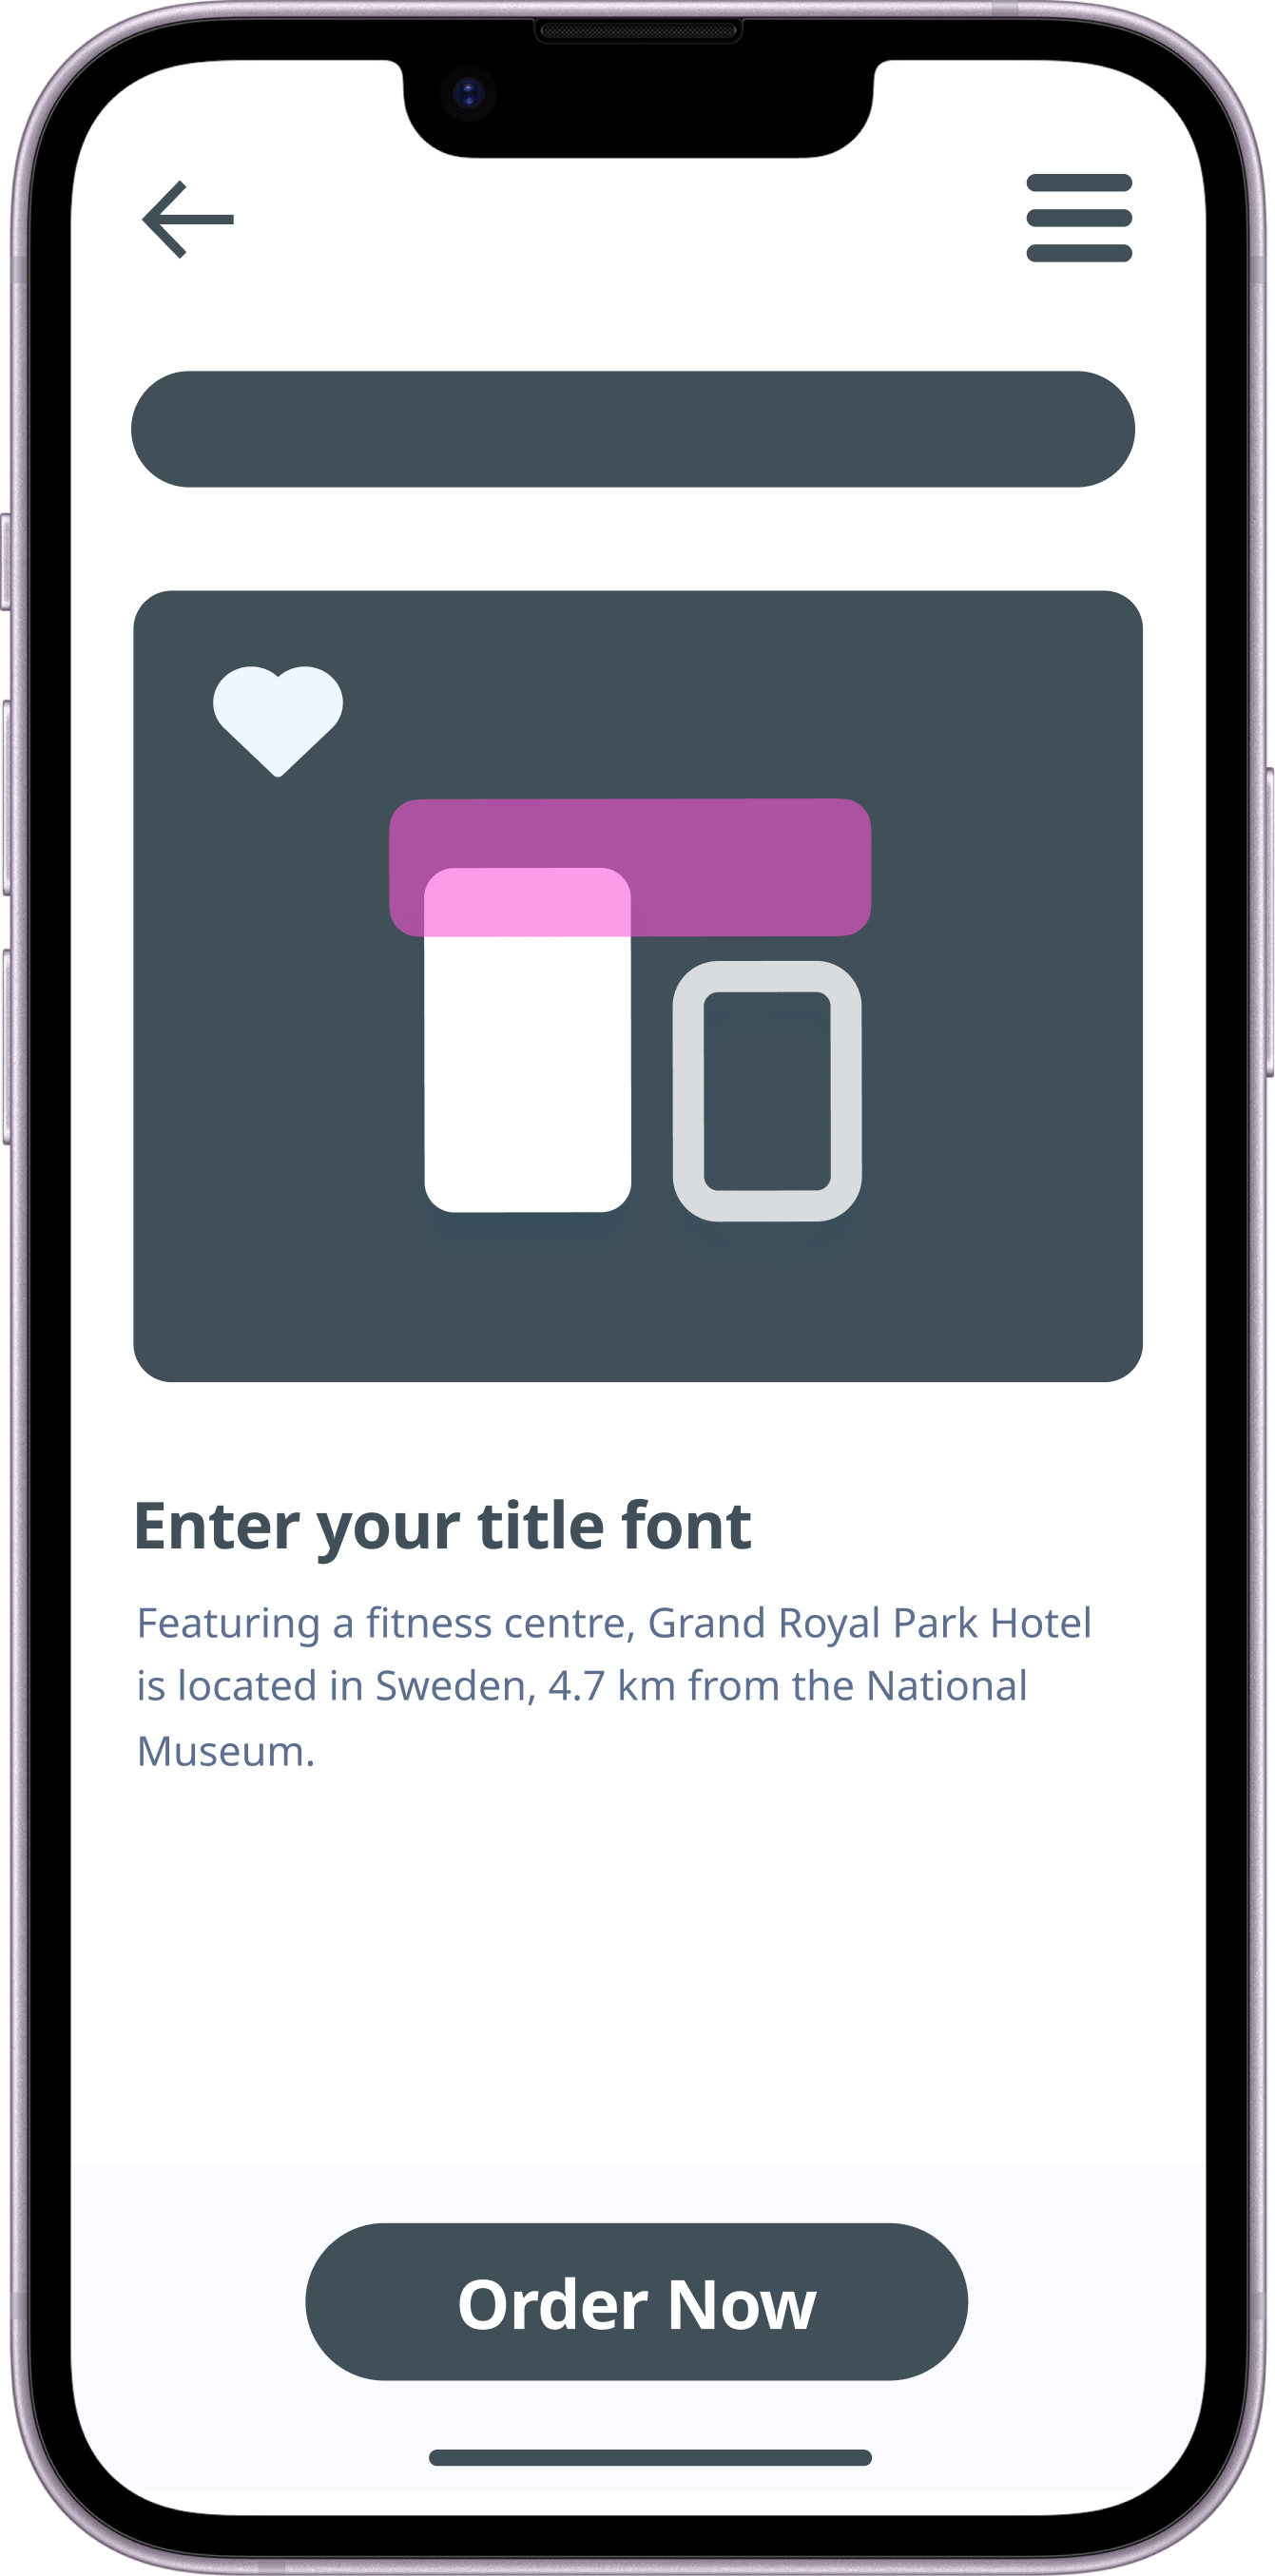 Enter your title font
Featuring a fitness centre, Grand Royal Park Hotel
is located in Sweden, 4.7 km from the National
Museum.
Order Now